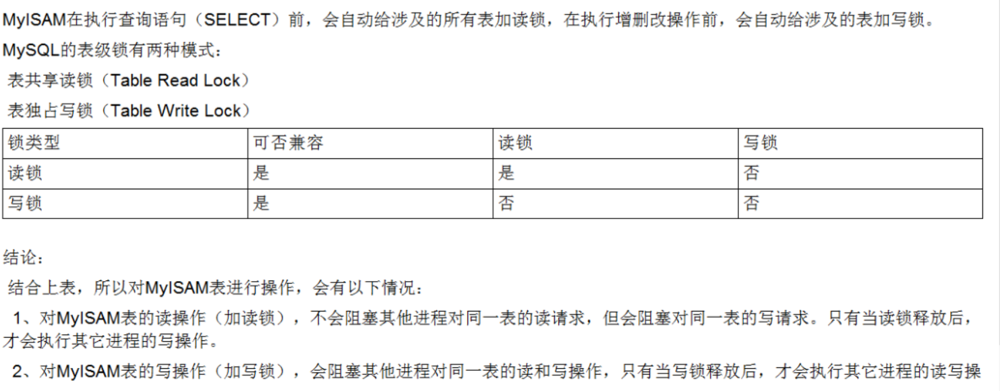 MyISAM在执行查询语句（SELECT）前，会自动给涉及的所有表加读锁，在执行增删改操作前，会自动给涉及的表加写锁。
MySQL的表级锁有两种模式：
表共享读锁（Table Read Lock）
表独占写锁（Table Write Lock）
锁类型 可否兼容 读锁 写锁
读锁 是 是 否
写锁 是 否 否
结论：
结合上表，所以对MyISAM表进行操作，会有以下情况：
1、对MyISAM表的读操作（加读锁），不会阻塞其他进程对同一表的读请求，但会阻塞对同一表的写请求。只有当读锁释放后，
才会执行其它进程的写操作。
2、对MyISAM表的写操作（加写锁），会阻塞其他进程对同一表的读和写操作，只有当写锁释放后，才会执行其它进程的读写操